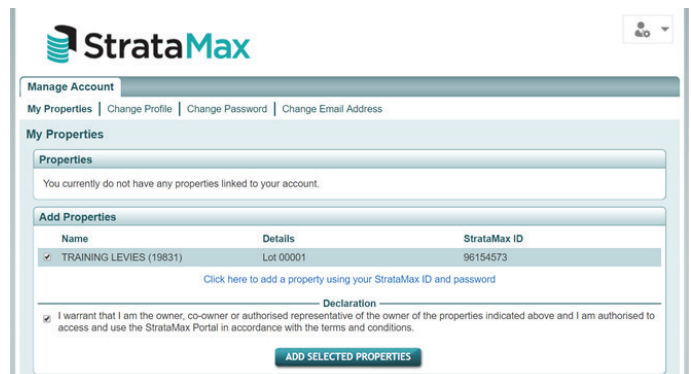 StrataMax
Manage Account
My Properties | Change Profile | Change Password | Change Email Address
My Properties
Properties
You currently do not have any properties linked to your account.
Add Properties
Name Details StrataMax ID
TRAINING LEVIES (19831) Lot 00001 96154573
Click here to add a property using your StrataMax ID and password
Declaration
I warrant that I am the owner, co-owner or authorised representative of the owner of the properties indicated above and I am authorised to
access and use the StrataMax Portal in accordance with the terms and conditions.
ADD SELECTED PROPERTIES